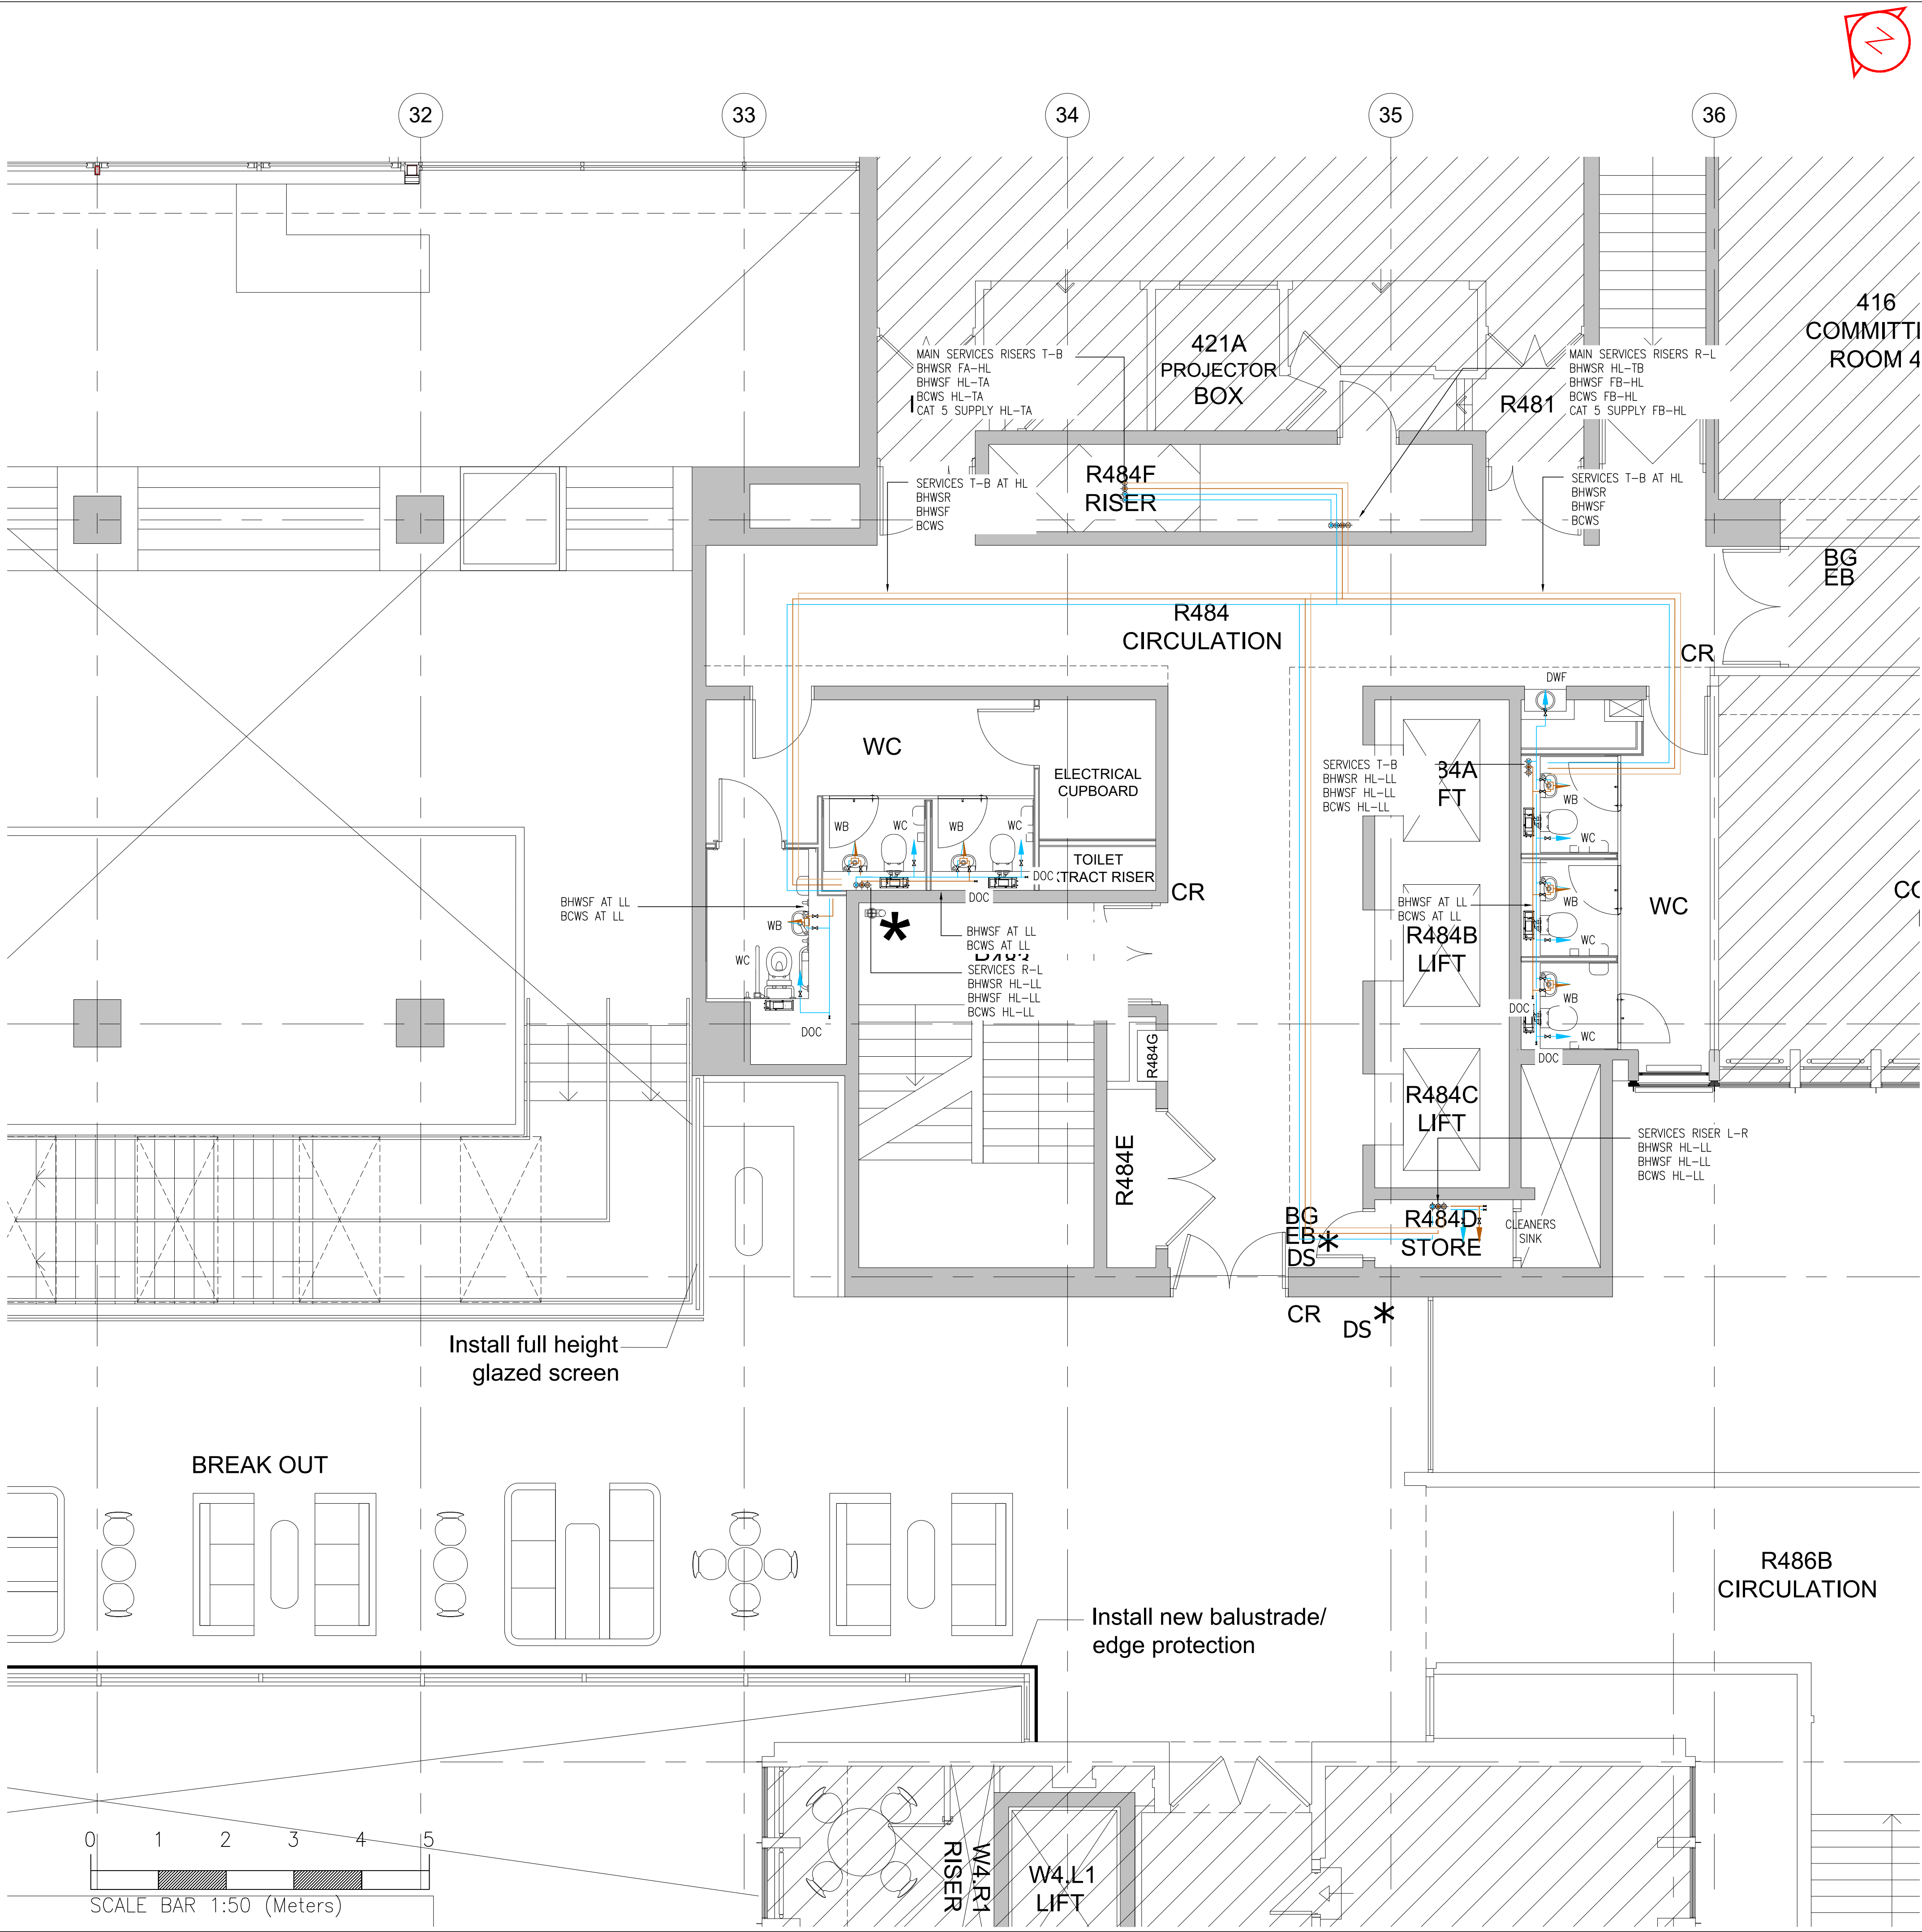 32
33
34
35
36
416
COMMITTI
ROOM 4
421A
PROJECTOR
BOX
MAIN SERVICES RISERS T-B
BHWSR FA-HL
BHWSF HL-TA
BCWS HL-TA
CAT 5 SUPPLY HL-TA
MAIN SERVICES RISERS R-L
BHWSR HL-TB
BHWSF FB-HL
BCWS FB-HL
CAT 5 SUPPLY FB-HL
R481
SERVICES T-B AT HL
BHWSR
BHWSF
BCWS
R484F
RISER
SERVICES T-B AT HL
BHWSR
BHWSF
BCWS
BG
EB
R484
CIRCULATION
CR
DWF
WC
ELECTRICAL
CUPBOARD
SERVICES T-B
BHWSR HL-LL
BHWSF HL-LL
BCWS HL-LL
84A
FT
WB
WC
WB
WC
WB
WC
TOILET
TRACT RISER
DOC
DOC
CR
BHWSF AT LL
BCWS AT LL
WB
WC
DOC
*
BHWSF AT LL
BCWS AT LL
SERVICES R-L
BHWSR HL-LL
BHWSF HL-LL
BCWS HL-LL
BHWSF AT LL
BCWS AT LL
R484B
LIFT
WB
WC
WC
CO
WB
WC
DOC
DOC
R484G
R484C
LIFT
R484E
SERVICES RISER L-R
BHWSR HL-LL
BHWSF HL-LL
BCWS HL-LL
BG
EB
DS*
R484D
STORE
CLEANERS
SINK
CR
DS*
Install full height
glazed screen
BREAK OUT
R486B
CIRCULATION
Install new balustrade/
edge protection
W4.R1
RISER
W4.L1
LIFT
0 1 2 3 4 5
SCALE BAR 1:50 (Meters)